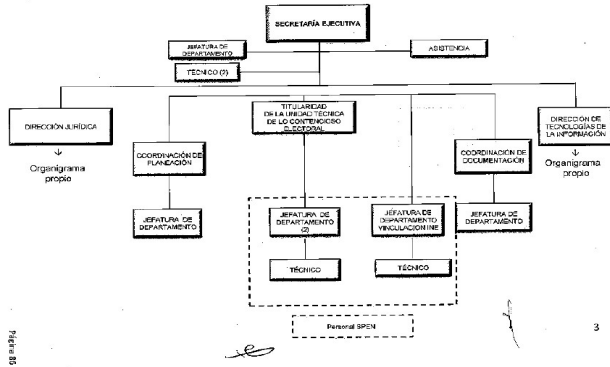 SECRETARÍA EJECUTIVA
JEFATURA DE
DEPARTAMENTO
ASISTENCIA
TÉCNICO (2)
DIRECCIÓN JURÍDICA
TITULARIDAD
DE LA UNIDAD TÉCNICA
DE LO CONTENCIOSO
ELECTORAL
DIRECCIÓN DE
TECNOLOGÍAS DE
LA INFORMACIÓN
Organigrama
propio
COORDINACIÓN DE
PLANEACIÓN
COORDINACIÓN DE
DOCUMENTACIÓN
Organigrama
propio
JEFATURA DE
DEPARTAMENTO
JEFATURA DE
DEPARTAMENTO
(2)
JEFATURA DE
DEPARTAMENTO
VINCULACION INE
JEFATURA DE
DEPARTAMENTO
TÉCNICO
TÉCNICO
Personal SPEN
3
Página 86